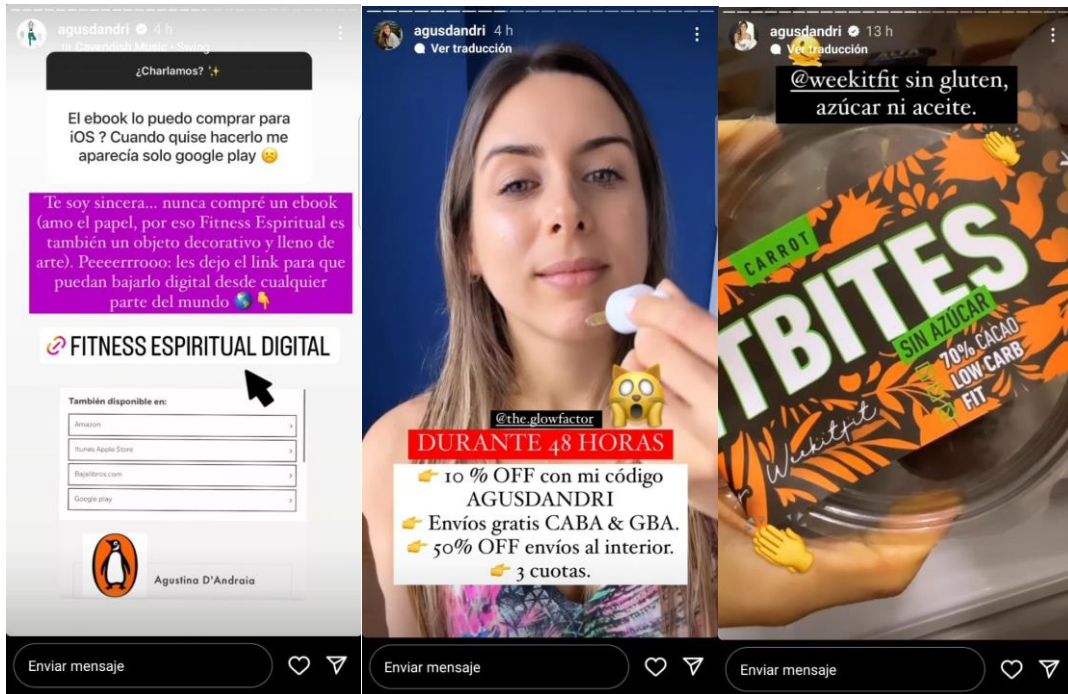 agusdandri 4 h
Cavendish Music • Swing
¿Charlamos? ✨
El ebook lo puedo comprar para
iOS ? Cuando quise hacerlo me
aparecía solo google play ☹️
Te soy sincera... nunca compré un ebook
(amo el papel, por eso Fitness Espiritual es
también un objeto decorativo y lleno de
arte). Peeeerrrooo: les dejo el link para que
puedan bajarlo digital desde cualquier
parte del mundo 🌎👇
FITNESS ESPIRITUAL DIGITAL
También disponible en:
Amazon
Itunes Apple Store
Bajalibros.com
Google play
Agustina D'Andraia
Enviar mensaje
agusdandri 4 h
Ver traducción
@the.glowfactor
DURANTE 48 HORAS
👉 10 % OFF con mi código
AGUSDANDRI
👉 Envíos gratis CABA & GBA.
👉 50% OFF envíos al interior.
👉 3 cuotas.
Enviar mensaje
agusdandri 13 h
Ver traducción
@weekitfit sin gluten,
azúcar ni aceite.
CARROT
TBITES
SIN AZÚCAR
70% CACAO
LOW CARB
FIT
Weekitfit
Enviar mensaje